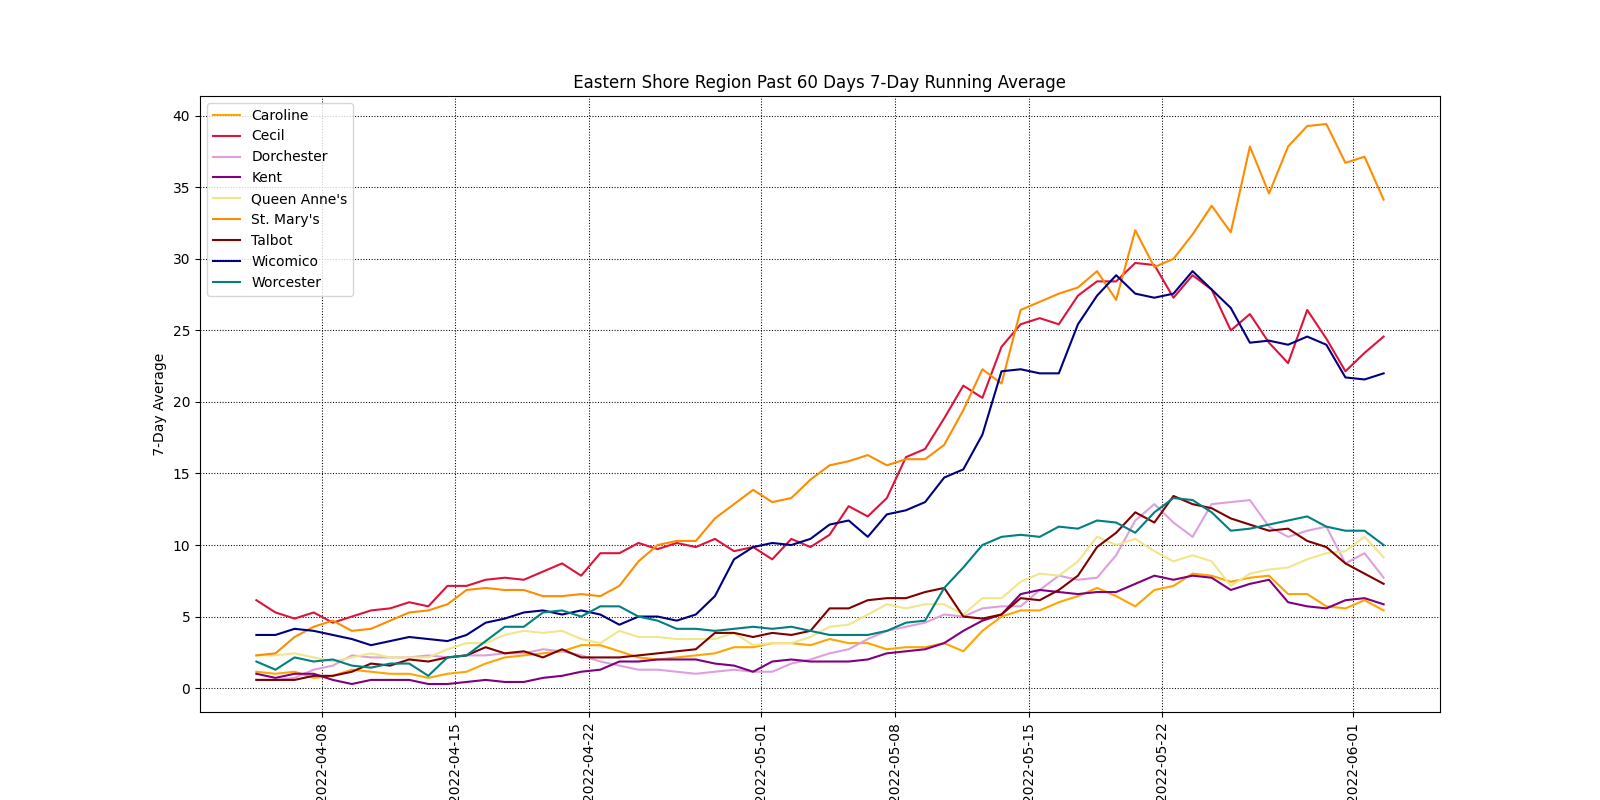 Eastern Shore Region Past 60 Days 7-Day Running Average
40
35
30
25
20
15
10
5
0
7-Day Average
Caroline
Cecil
Dorchester
Kent
Queen Anne's
St. Mary's
Talbot
Wicomico
Worcester
2022-04-08
2022-04-15
2022-04-22
2022-05-01
2022-05-08
2022-05-15
2022-05-22
2022-06-01